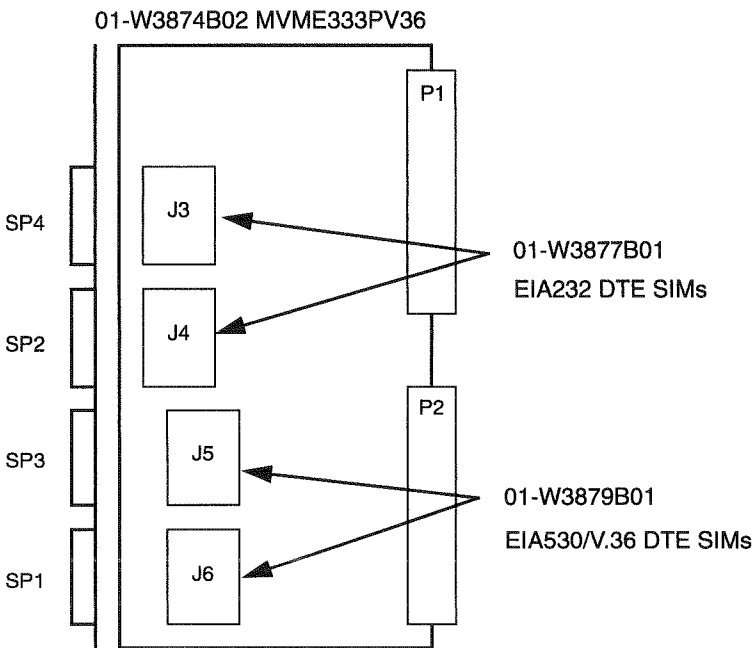 01-W3874B02 MVME333PV36
P1
SP4
J3
01-W3877B01
EIA232 DTE SIMs
SP2
J4
P2
SP3
J5
01-W3879B01
EIA530/V.36 DTE SIMs
SP1
J6